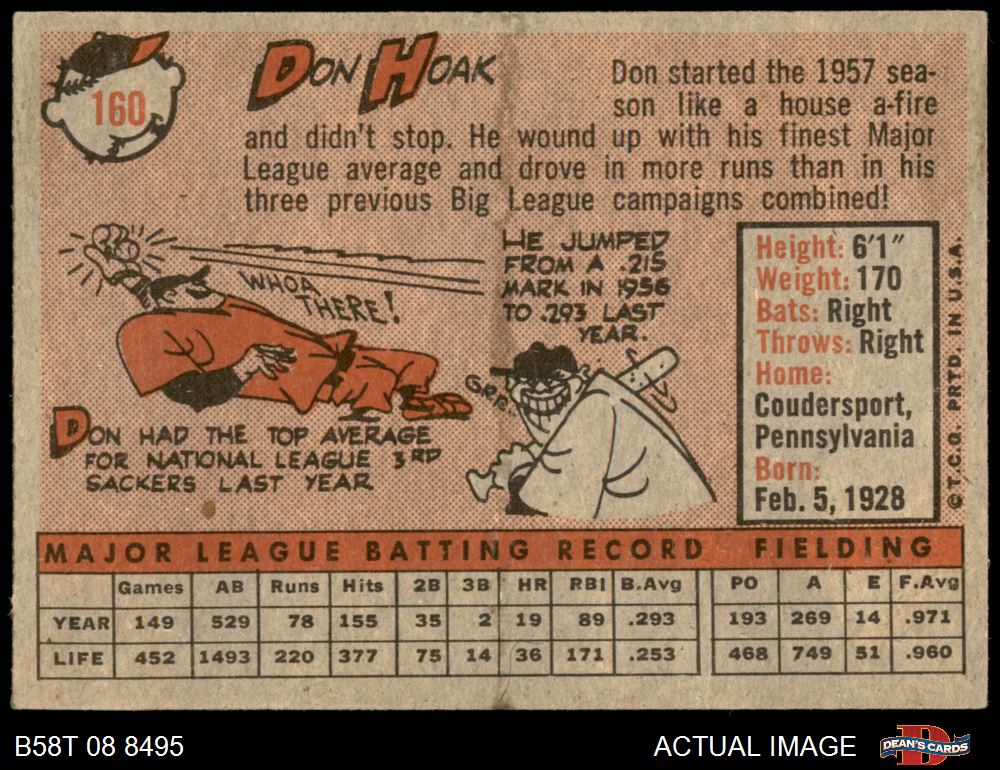 160
DON HOAK
Don started the 1957 sea-
son like a house a-fire
and didn't stop. He wound up with his finest Major
League average and drove in more runs than in his
three previous Big League campaigns combined!
WHOA
THERE!
HE JUMPED
FROM A .215
MARK IN 1956
TO .293 LAST
YEAR.
GRR..
DON HAD THE TOP AVERAGE
FOR NATIONAL LEAGUE 3RD
SACKERS LAST YEAR
Height: 6'1"
Weight: 170
Bats: Right
Throws: Right
Home:
Coudersport,
Pennsylvania
Born:
Feb. 5, 1928
© T.C.G. PRTD. IN U.S.A.
MAJOR LEAGUE BATTING RECORD FIELDING
Games AB Runs Hits 2B 3B HR RBI B.Avg PO A E F.Avg
YEAR 149 529 78 155 35 2 19 89 .293 193 269 14 .971
LIFE 452 1493 220 377 75 14 36 171 .253 468 749 51 .960
B58T 08 8495 ACTUAL IMAGE DEAN'S CARDS